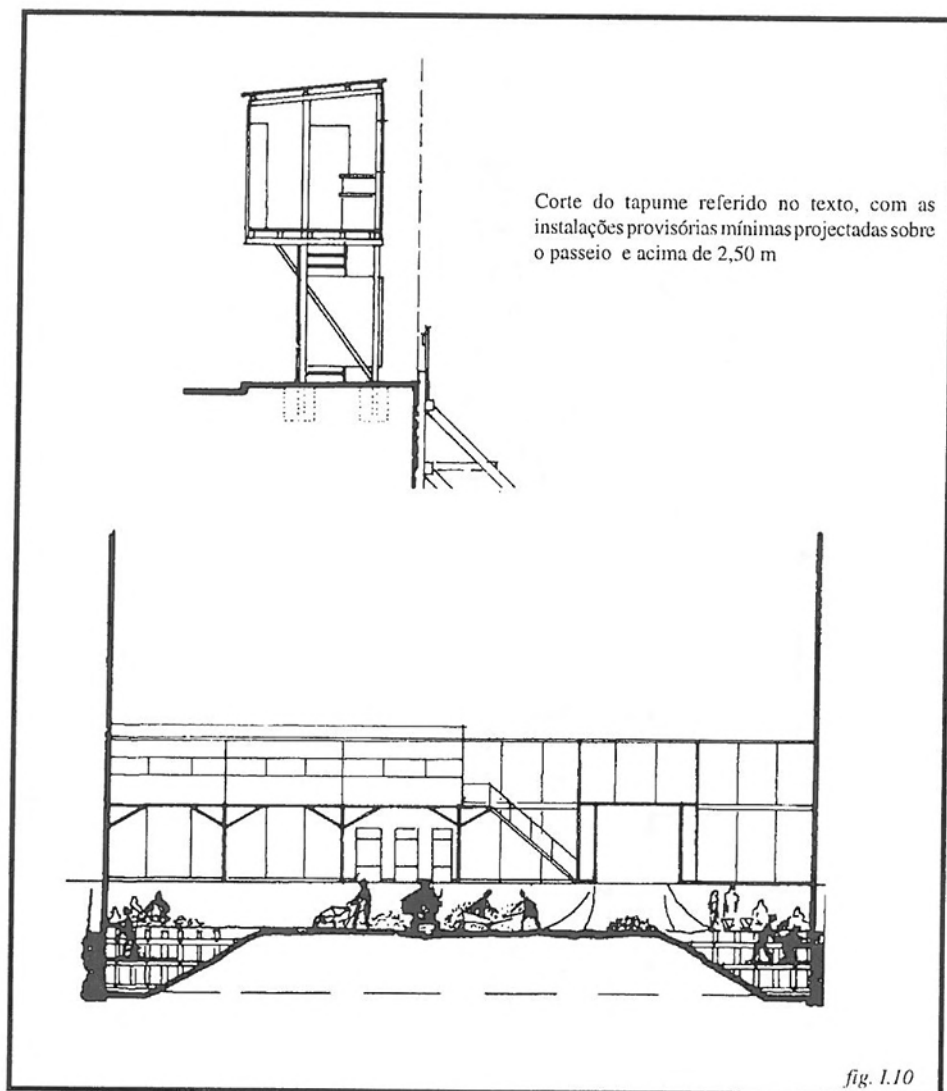 Corte do tapume referido no texto, com as
instalações provisórias mínimas projectadas sobre
o passeio e acima de 2,50 m
fig. 1.10